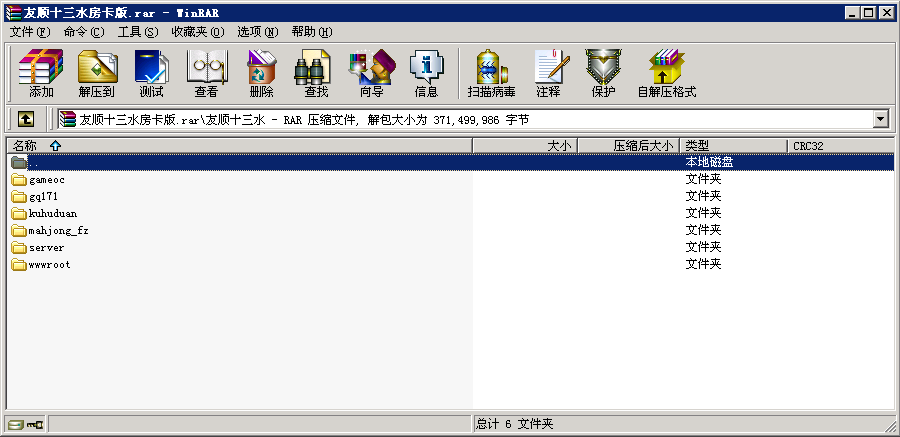 友顺十三水房卡版.rar - WinRAR
文件(F) 命令(C) 工具(S) 收藏夹(O) 选项(N) 帮助(H)
添加 解压到 测试 查看 删除 查找 向导 信息 扫描病毒 注释 保护 自解压格式
友顺十三水房卡版.rar\友顺十三水 - RAR 压缩文件, 解包大小为 371,499,986 字节
名称 大小 压缩后大小 类型 CRC32
.. 本地磁盘
gameoc 文件夹
gq171 文件夹
kuhuduan 文件夹
mahjong_fz 文件夹
server 文件夹
wwwroot 文件夹
总计 6 文件夹